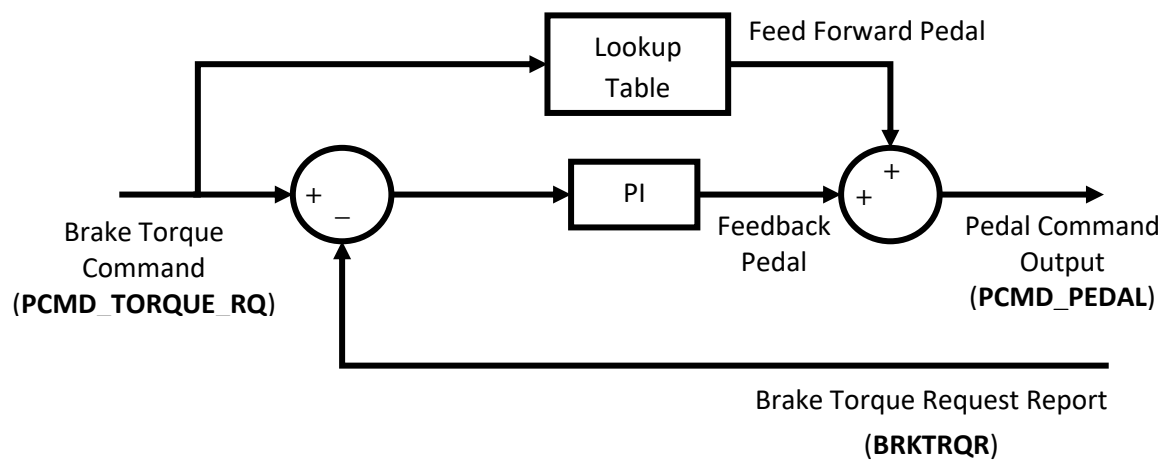 Feed Forward Pedal
Lookup
Table
+
−
PI
+
+
Brake Torque
Command
(PCMD_TORQUE_RQ)
Feedback
Pedal
Pedal Command
Output
(PCMD_PEDAL)
Brake Torque Request Report
(BRKTRQR)